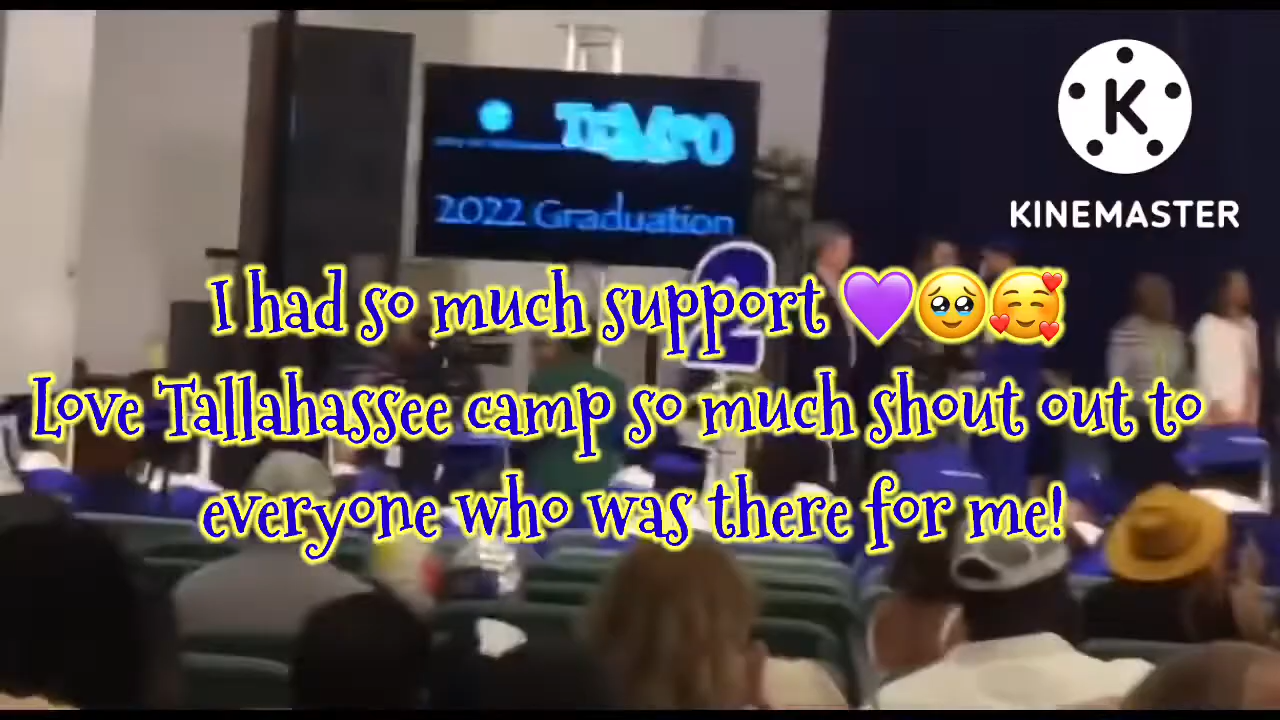 2022 Graduation
K
KINEMASTER
2
I had so much support 💜🥹🥰
Love Tallahassee camp so much shout out to
everyone who was there for me!